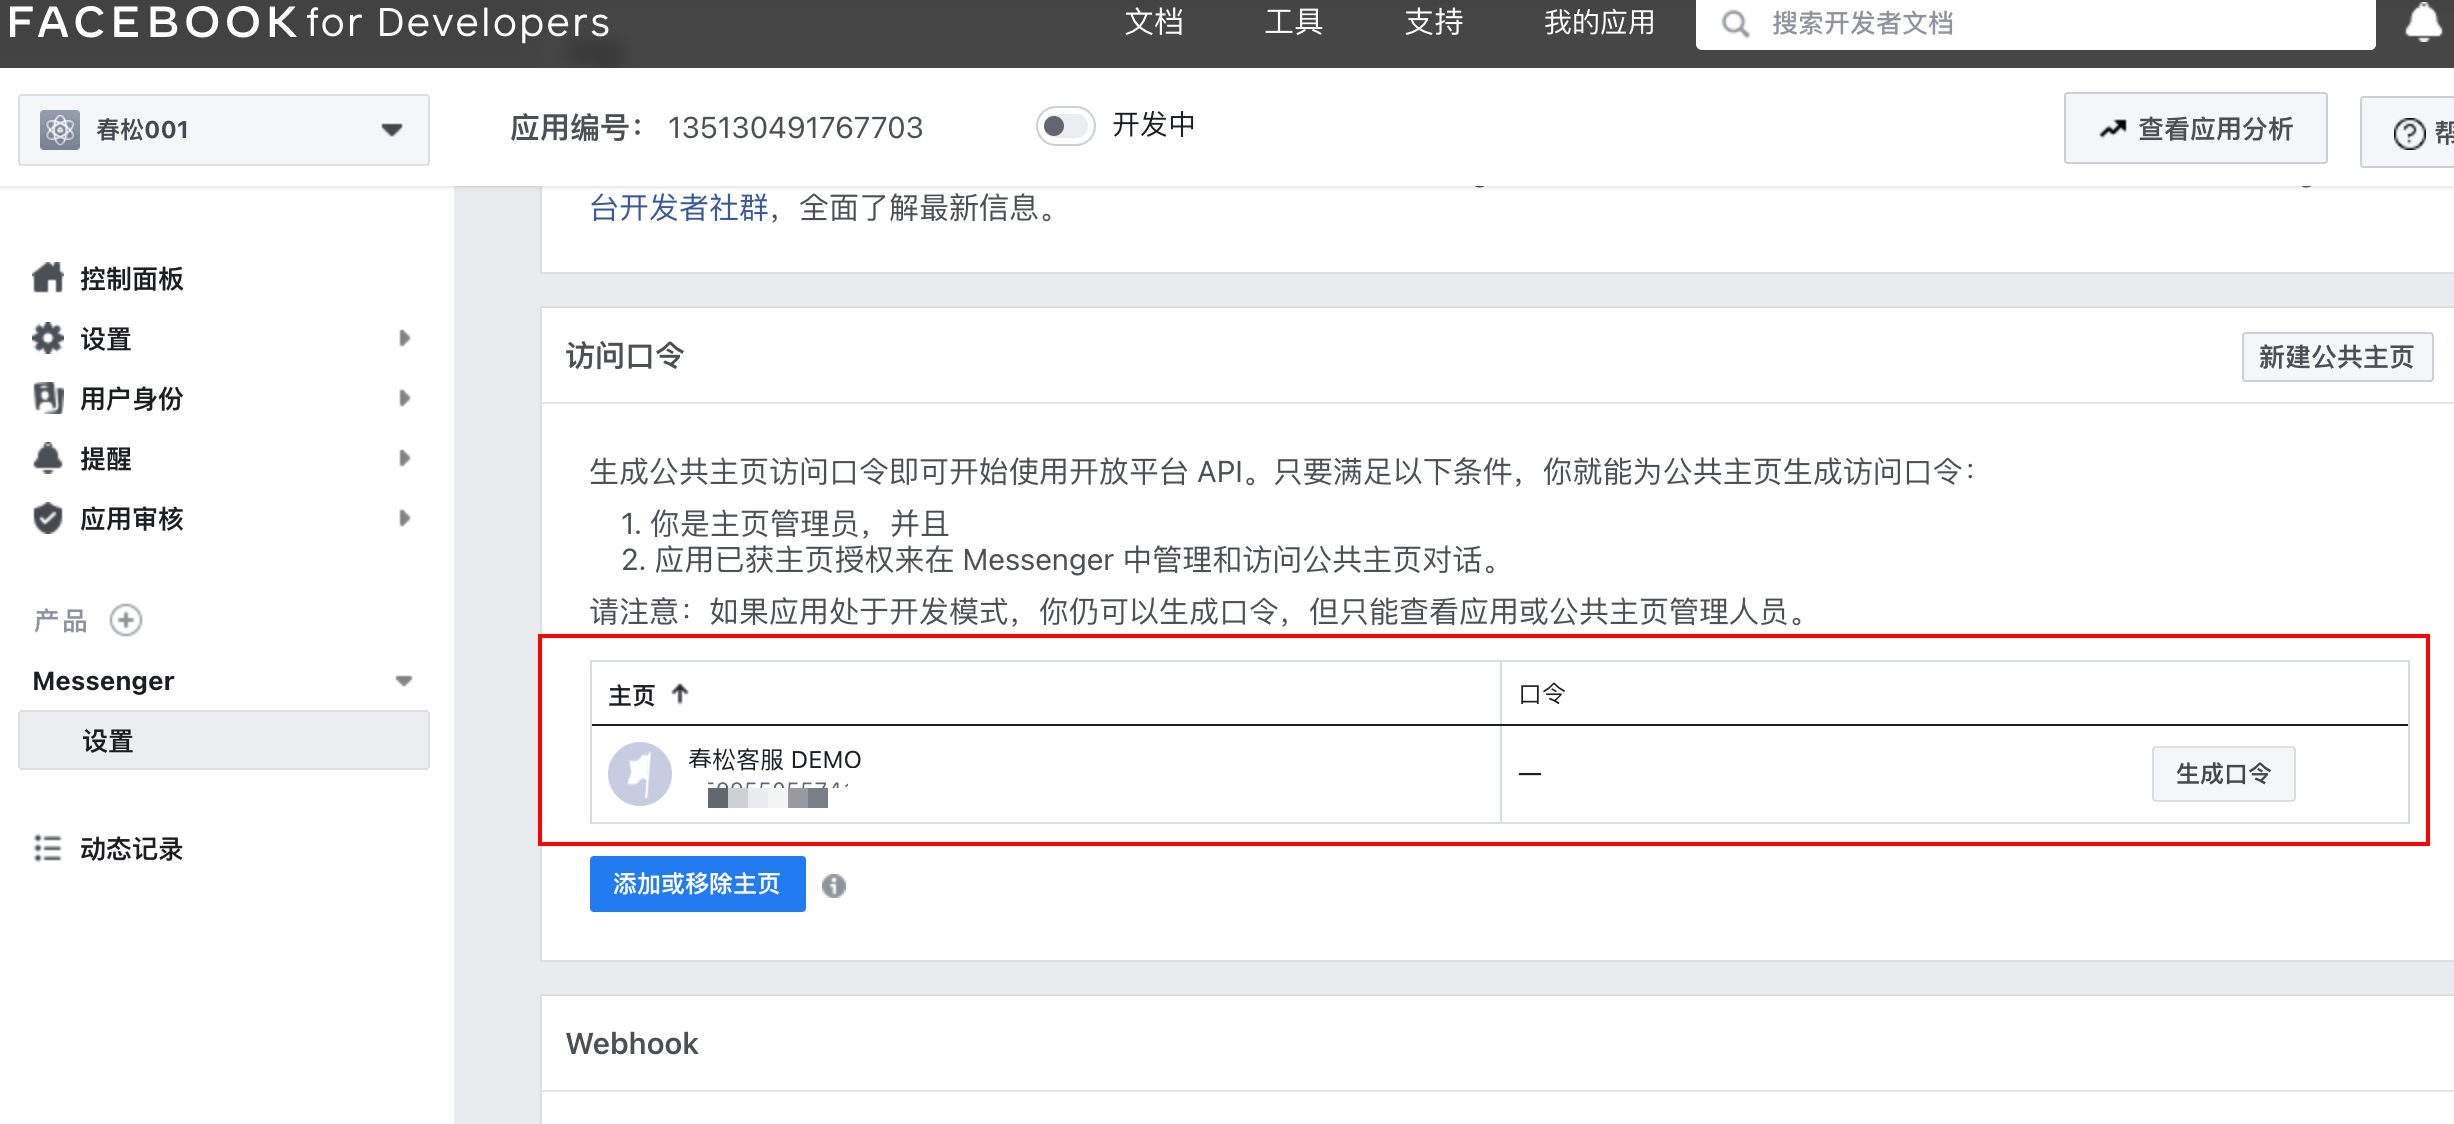 FACEBOOK for Developers 文档 工具 支持 我的应用 搜索开发者文档
春松001 应用编号： 135130491767703 开发中 查看应用分析
台开发者社群，全面了解最新信息。
控制面板
设置
用户身份
提醒
应用审核
产品
Messenger
设置
动态记录
访问口令 新建公共主页
生成公共主页访问口令即可开始使用开放平台 API。只要满足以下条件，你就能为公共主页生成访问口令：
1. 你是主页管理员，并且
2. 应用已获主页授权来在 Messenger 中管理和访问公共主页对话。
请注意：如果应用处于开发模式，你仍可以生成口令，但只能查看应用或公共主页管理人员。
主页 ↑ 口令
春松客服 DEMO — 生成口令
添加或移除主页
Webhook